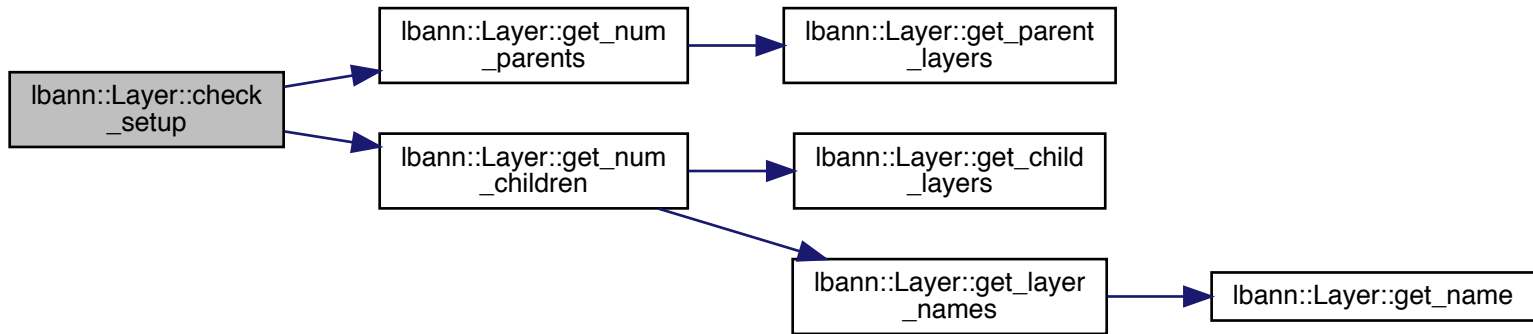 lbann::Layer::check
_setup
lbann::Layer::get_num
_parents
lbann::Layer::get_parent
_layers
lbann::Layer::get_num
_children
lbann::Layer::get_child
_layers
lbann::Layer::get_layer
_names
lbann::Layer::get_name